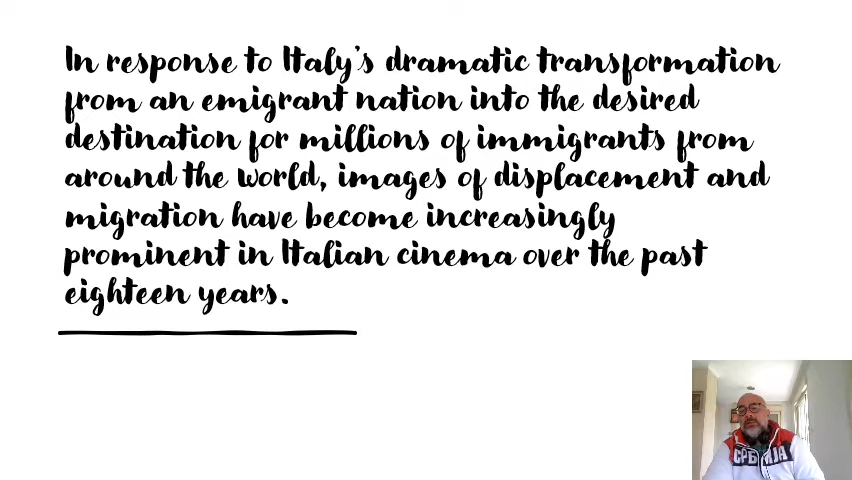 In response to Italy's dramatic transformation
from an emigrant nation into the desired
destination for millions of immigrants from
around the world, images of displacement and
migration have become increasingly
prominent in Italian cinema over the past
eighteen years.
СРБИЈА